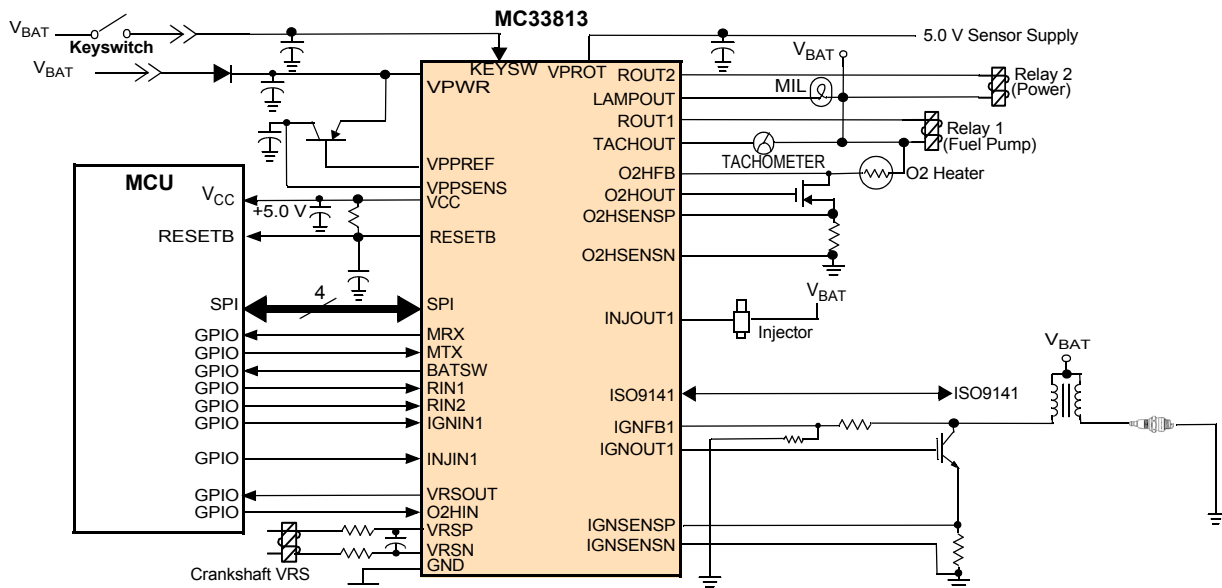 MC33813
VBAT
Keyswitch
VBAT
KEYSW
VPROT
5.0 V Sensor Supply
VBAT
VPWR
VPPREF
VPPSENS
VCC
RESETB
SPI
MRX
MTX
BATSW
RIN1
RIN2
IGNIN1
INJIN1
VRSOUT
O2HIN
VRSP
VRSN
GND
MCU
VCC
+5.0 V
RESETB
SPI
4
GPIO
GPIO
GPIO
GPIO
GPIO
GPIO
GPIO
GPIO
GPIO
Crankshaft VRS
ROUT2
LAMPOUT
ROUT1
TACHOUT
O2HFB
O2HOUT
O2HSENSP
O2HSENSN
INJOUT1
ISO9141
IGNFB1
IGNOUT1
IGNSENSP
IGNSENSN
MIL
Relay 2
(Power)
Relay 1
(Fuel Pump)
TACHOMETER
O2 Heater
VBAT
Injector
ISO9141
VBAT